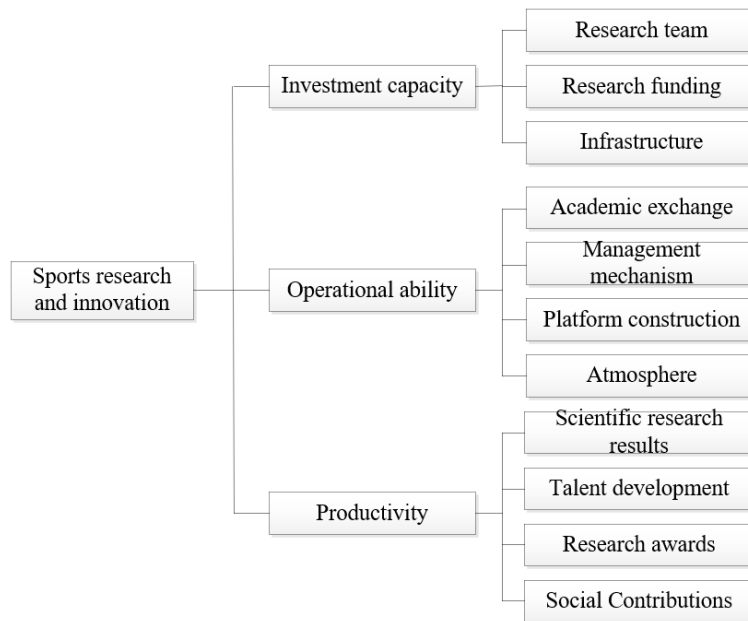 Sports research
and innovation
Investment capacity
Research team
Research funding
Infrastructure
Operational ability
Academic exchange
Management
mechanism
Platform construction
Atmosphere
Productivity
Scientific research
results
Talent development
Research awards
Social Contributions